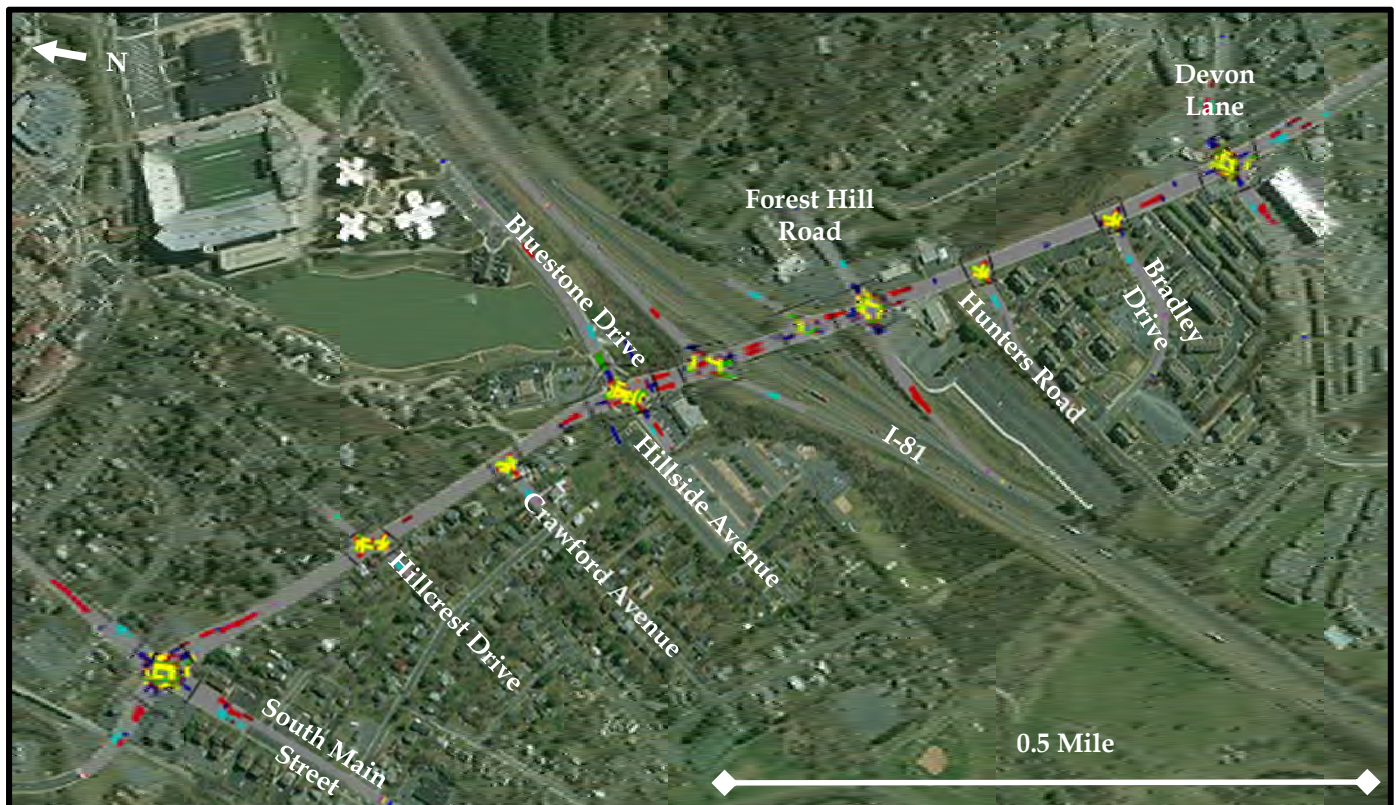 N
Devon
Lane
Forest Hill
Road
Bluestone Drive
Bradley
Drive
Hunters Road
I-81
Hillside Avenue
Crawford Avenue
Hillcrest Drive
South Main
Street
0.5 Mile